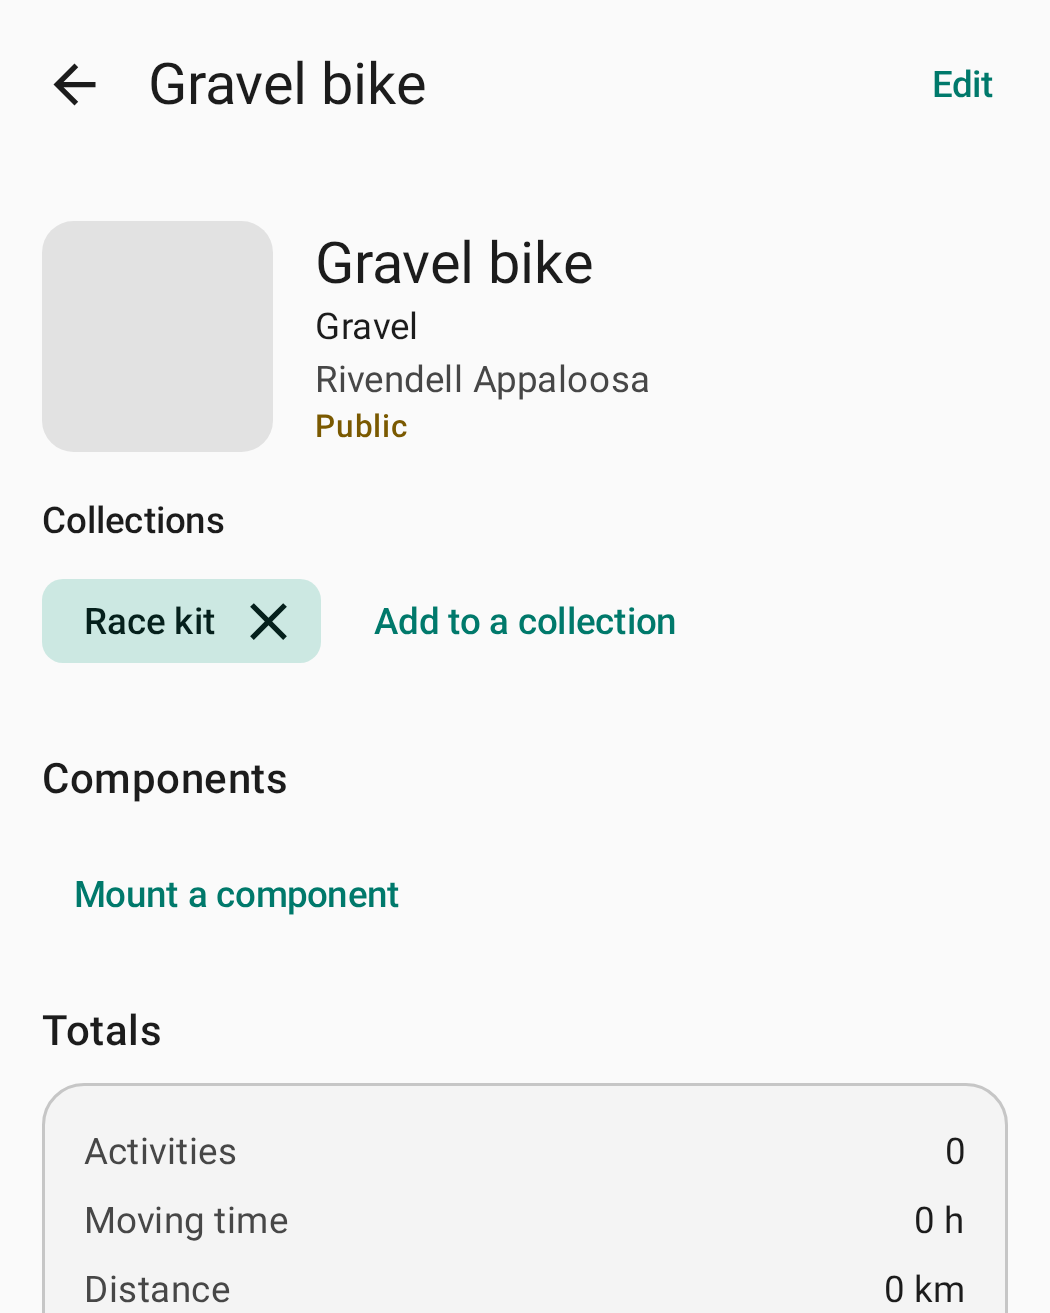 Gravel bike
Edit
Gravel bike
Gravel
Rivendell Appaloosa
Public
Collections
Race kit
Add to a collection
Components
Mount a component
Totals
Activities 0
Moving time 0 h
Distance 0 km